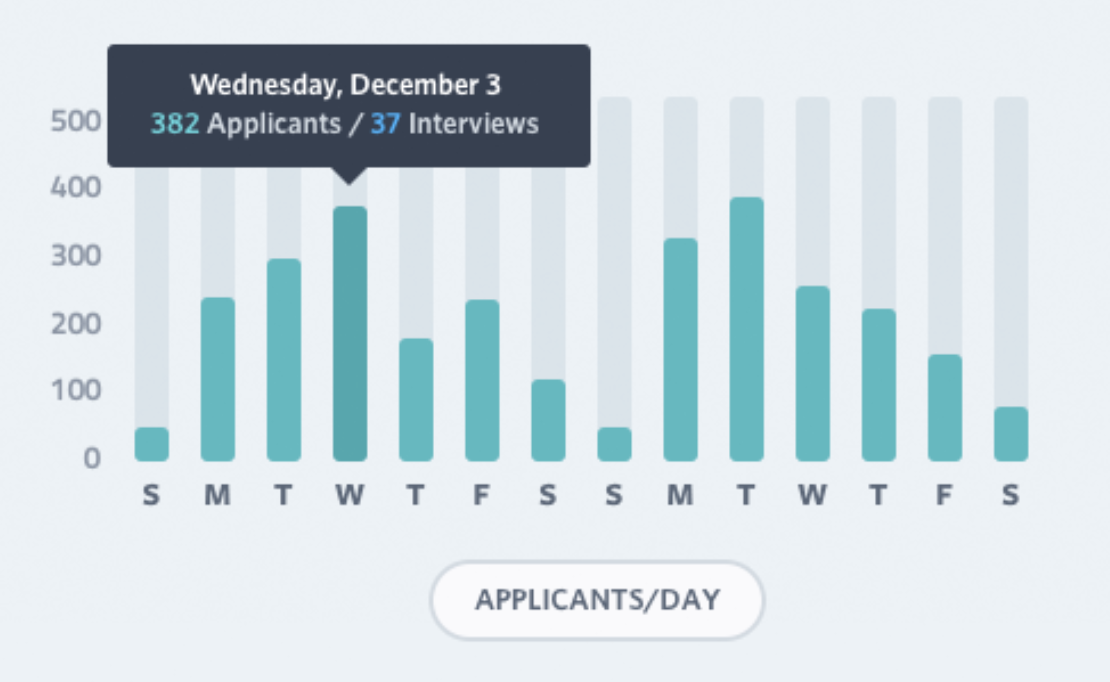 Wednesday, December 3
382 Applicants / 37 Interviews
500
400
300
200
100
0
S M T W T F S S M T W T F S
APPLICANTS/DAY